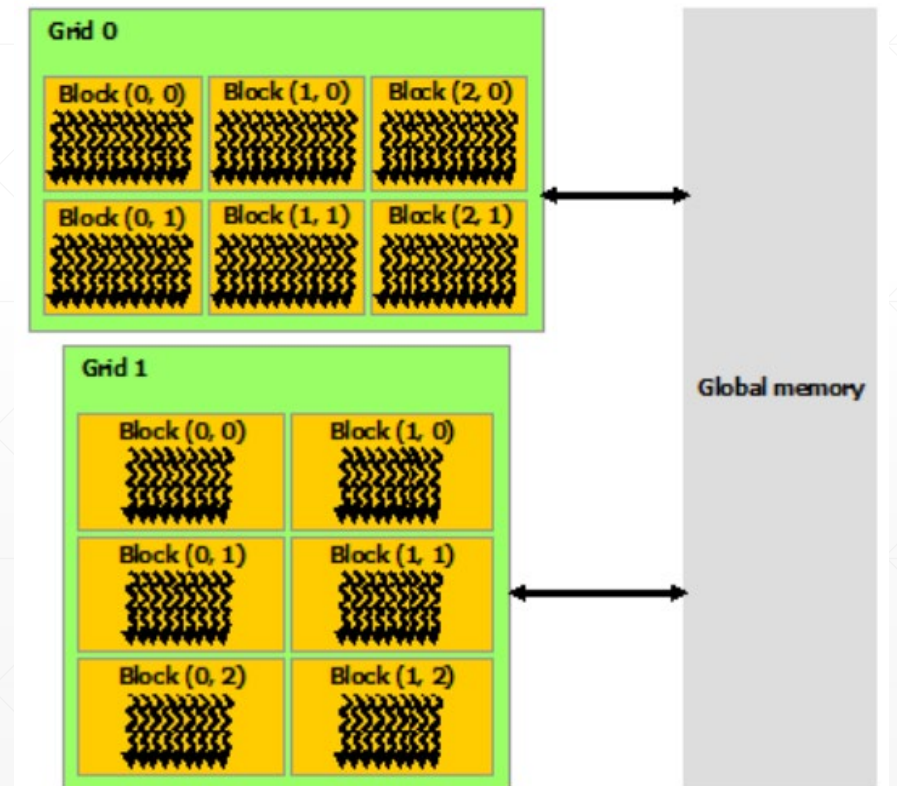 Grid 0
Block (0, 0) Block (1, 0) Block (2, 0)
Block (0, 1) Block (1, 1) Block (2, 1)
Grid 1
Global memory
Block (0, 0) Block (1, 0)
Block (0, 1) Block (1, 1)
Block (0, 2) Block (1, 2)